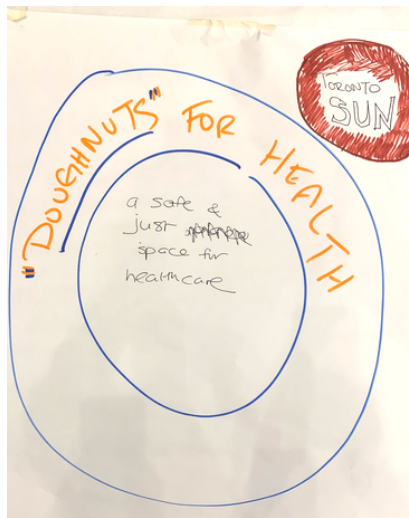 "DOUGHNUTS" FOR HEALTH
TORONTO
SUN
a safe &
just
space for
healthcare